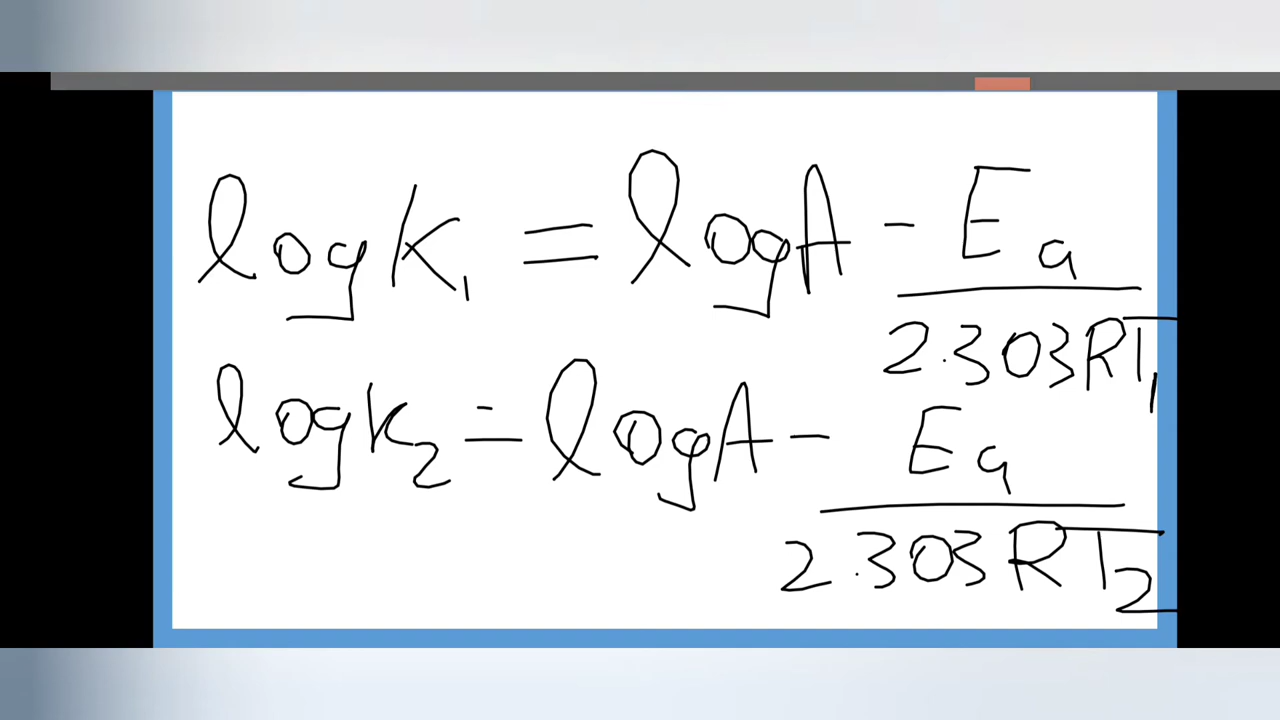 log K₁ = log A - Ea/2.303RT₁
log K₂ = log A - Ea/2.303RT₂